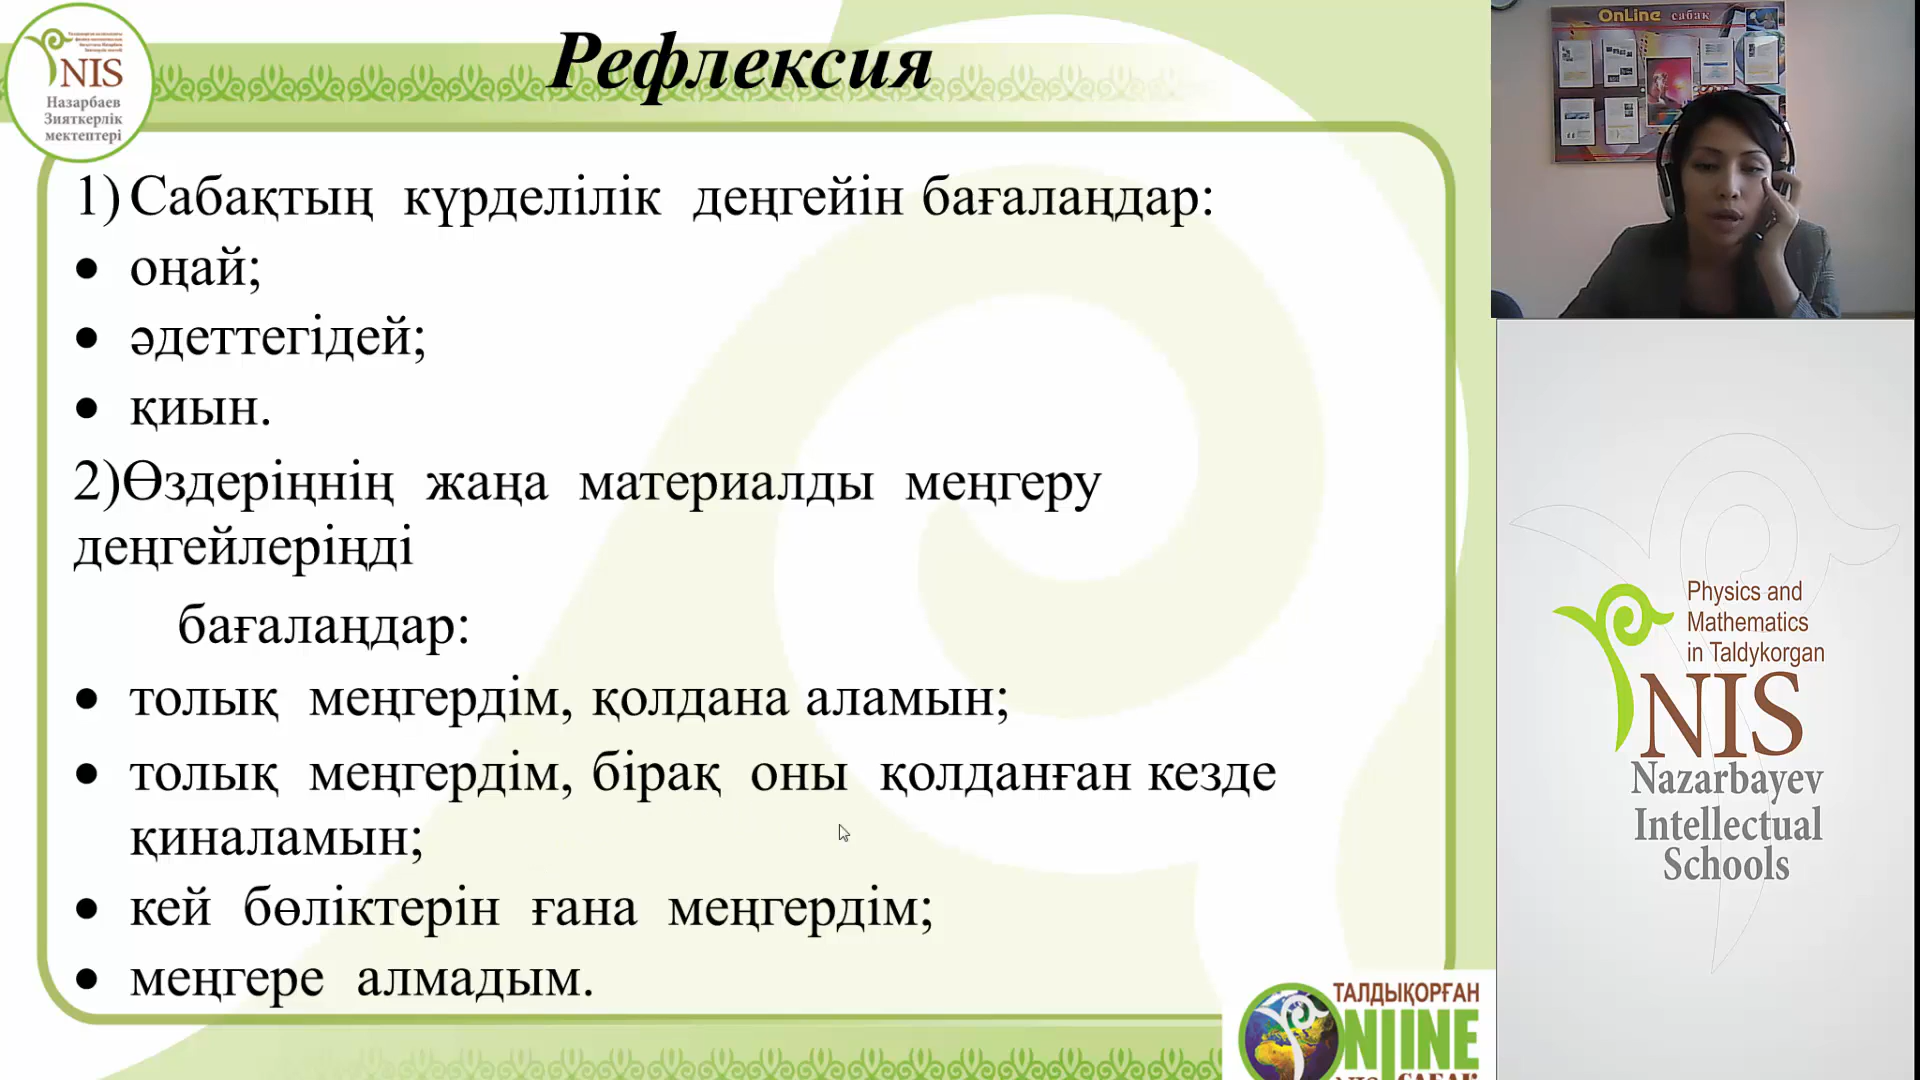 Рефлексия
NIS
Назарбаев
Зияткерлік
мектептері
1) Сабақтың күрделілік деңгейін бағалаңдар:
• оңай;
• әдеттегідей;
• қиын.
2)Өздеріңнің жаңа материалды меңгеру
деңгейлеріңді
бағалаңдар:
• толық меңгердім, қолдана аламын;
• толық меңгердім, бірақ оны қолданған кезде
қиналамын;
• кей бөліктерін ғана меңгердім;
• меңгере алмадым.
ТАЛДЫҚОРҒАН
ONLINE
САБАҚ
OnLine сабақ
Physics and
Mathematics
in Taldykorgan
NIS
Nazarbayev
Intellectual
Schools